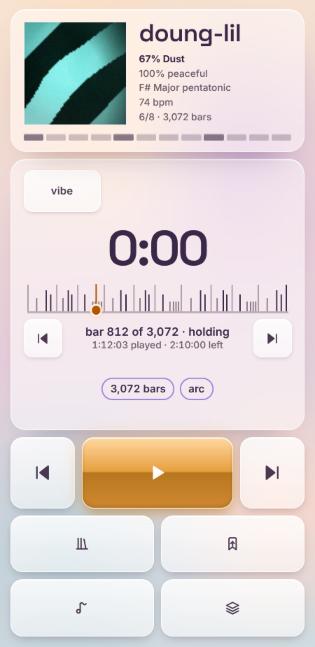 doung-lil
67% Dust
100% peaceful
F# Major pentatonic
74 bpm
6/8 · 3,072 bars
vibe
0:00
bar 812 of 3,072 · holding
1:12:03 played · 2:10:00 left
3,072 bars
arc